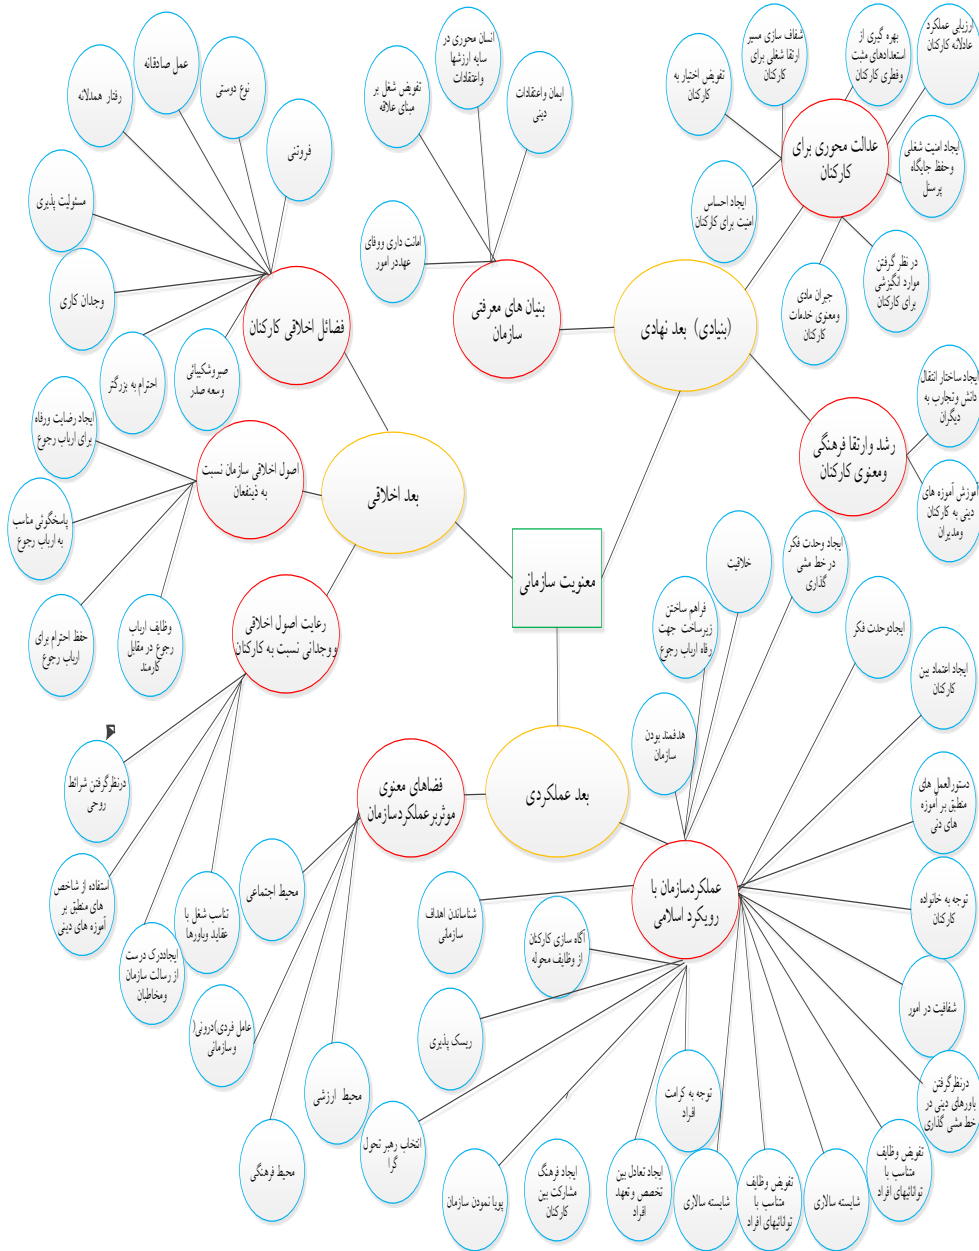 معنویت سازمانی
(بنیادی) بعد نهادی
عدالت محوری برای
کارکنان
ارزیابی عملکرد
عادلانه کارکنان
بهره گیری از
استعدادهای مثبت
وفطری کارکنان
شفاف سازی مسیر
ارتقا شغلی برای
کارکنان
تفویض اختیار به
کارکنان
ایجاد احساس
امنیت برای کارکنان
جبران مادی
ومعنوی خدمات
کارکنان
در نظر گرفتن
موارد انگیزشی
برای کارکنان
ایجاد امنیت شغلی
وحفظ جایگاه
پرسنل
رشد وارتقا فرهنگی
ومعنوی کارکنان
ایجاد ساختار انتقال
دانش وتجارب به
دیگران
آموزش آموزه های
دینی به کارکنان
ومدیران
بنیان های معرفتی
سازمان
ایمان واعتقادات
دینی
انسان محوری در
سایه ارزشها
واعتقادات
تفویض شغل بر
مبنای علاقه
امانت داری ووفای
عهددر امور
بعد اخلاقی
فضائل اخلاقی کارکنان
فروتنی
نوع دوستی
عمل صادقانه
رفتار همدلانه
مسئولیت پذیری
وجدان کاری
احترام به بزرگتر
صبروشکیبائی
وسعه صدر
اصول اخلاقی سازمان نسبت
به ذینفعان
ایجاد رضایت ورفاه
برای ارباب رجوع
پاسخگوئی مناسب
به ارباب رجوع
حفظ احترام برای
ارباب رجوع
وظایف ارباب
رجوع در مقابل
کارمند
رعایت اصول اخلاقی
ووجدانی نسبت به کارکنان
درنظرگرفتن شرائط
روحی
استفاده از شاخص
های منطبق بر
آموزه های دینی
ایجاددرک درست
از رسالت سازمان
ومخاطبان
تناسب شغل با
عقاید وباورها
بعد عملکردی
فضاهای معنوی
موثربرعملکردسازمان
محیط اجتماعی
عامل فردی)درونی(
وسازمانی
محیط فرهنگی
محیط ارزشی
عملکردسازمان با
رویکرد اسلامی
هدفمند بودن
سازمان
فراهم ساختن
زیرساخت جهت
رفاه ارباب رجوع
خلاقیت
ایجاد وحدت فکر
در خط مشی
گذاری
ایجادوحدت فکر
ایجاد اعتماد بین
کارکنان
دستورالعمل های
منطبق بر آموزه
های دنی
توجه به خانواده
کارکنان
شفافیت در امور
درنظرگرفتن
باورهای دینی در
خط مشی گذاری
تفویض وظایف
متناسب با
توانائیهای افراد
شایسته سالاری
تفویض وظایف
متناسب با
توانائیهای افراد
شایسته سالاری
توجه به کرامت
افراد
ایجاد تعادل بین
تخصص و تعهد
افراد
ایجاد فرهنگ
مشارکت بین
کارکنان
پویا نمودن سازمان
انتخاب رهبر تحول
گرا
ریسک پذیری
آگاه سازی کارکنان
از وظایف محوله
شناساندن اهداف
سازمانی